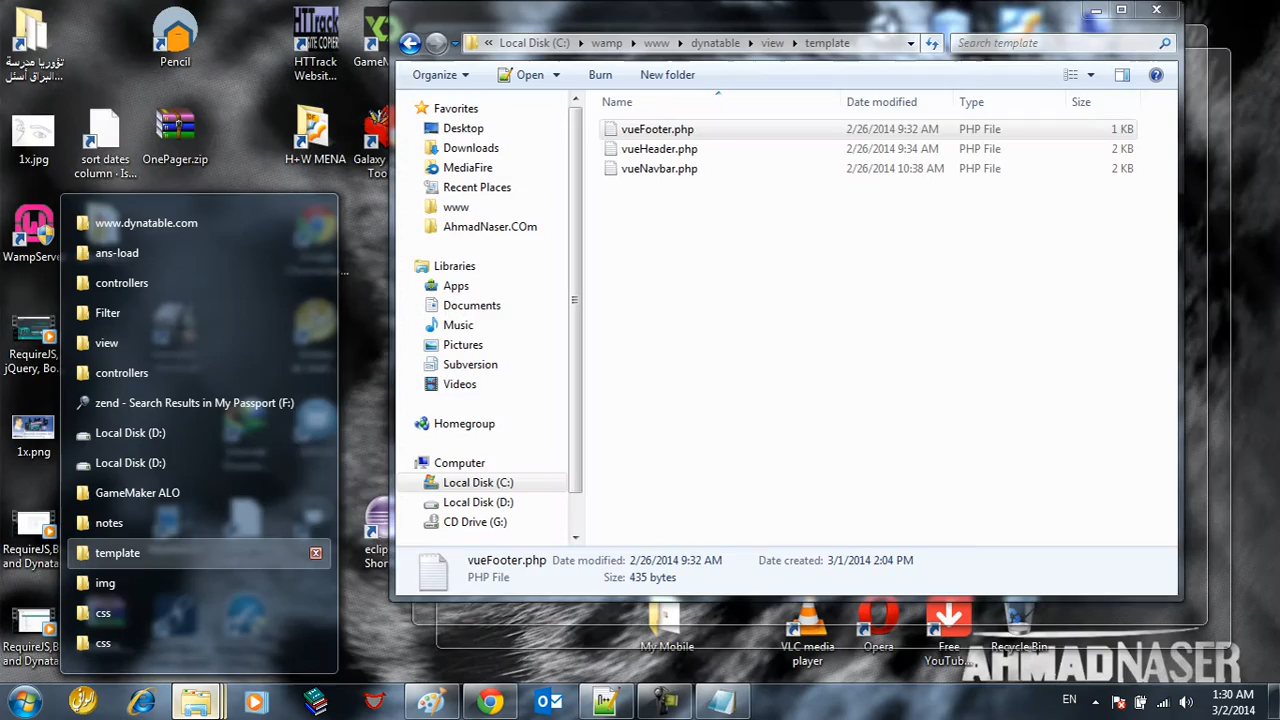 تؤوريا مدرسة
البراق أسئل...
Pencil
HTTrack
Websit...
GameM
1x.jpg
sort dates
column - Is...
OnePager.zip
H+W MENA
Galaxy
Too
WampServe
RequireJS,
jQuery, Bo
1x.png
RequireJS,B
and Dynata
RequireJS,B
and Dynata
www.dynatable.com
ans-load
controllers
Filter
view
controllers
zend - Search Results in My Passport (F:)
Local Disk (D:)
Local Disk (D:)
GameMaker ALO
notes
template
img
css
css
eclip
Shor
« Local Disk (C:) ▸ wamp ▸ www ▸ dynatable ▸ view ▸ template
Search template
Organize Open Burn New folder
Name Date modified Type Size
vueFooter.php 2/26/2014 9:32 AM PHP File 1 KB
vueHeader.php 2/26/2014 9:34 AM PHP File 2 KB
vueNavbar.php 2/26/2014 10:38 AM PHP File 2 KB
Favorites
Desktop
Downloads
MediaFire
Recent Places
www
AhmadNaser.COm
Libraries
Apps
Documents
Music
Pictures
Subversion
Videos
Homegroup
Computer
Local Disk (C:)
Local Disk (D:)
CD Drive (G:)
vueFooter.php Date modified: 2/26/2014 9:32 AM Date created: 3/1/2014 2:04 PM
PHP File Size: 435 bytes
My Mobile
VLC media
player
Opera
Free
YouTub...
Recycle Bin
AHMADNASER
EN
1:30 AM
3/2/2014